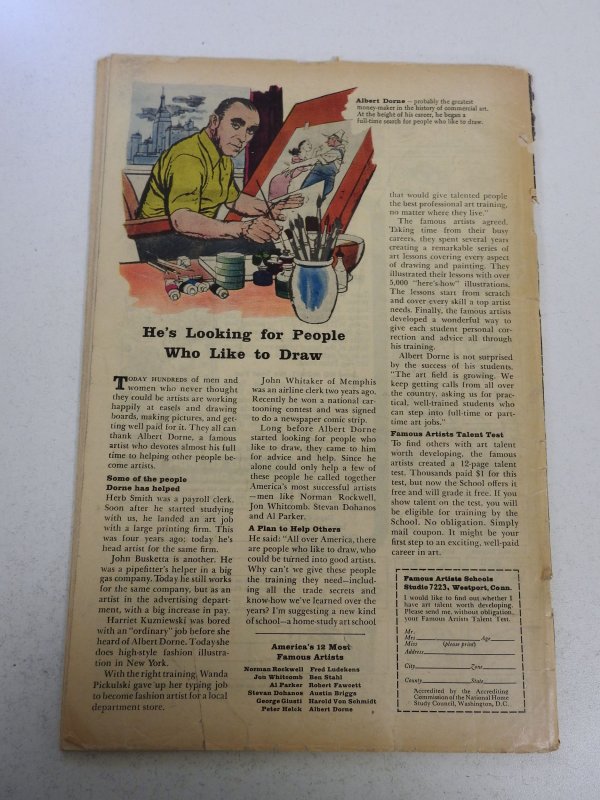 Albert Dorne — probably the greatest
money-maker in the history of commercial art.
At the height of his career, he began a
full-time search for people who like to draw.
He's Looking for People
Who Like to Draw
TODAY HUNDREDS of men and
women who never thought
they could be artists are working
happily at easels and drawing
boards, making pictures, and get-
ting well paid for it. They all can
thank Albert Dorne, a famous
artist who devotes almost his full
time to helping other people be-
come artists.
Some of the people
Dorne has helped
Herb Smith was a payroll clerk.
Soon after he started studying
with us, he landed an art job
with a large printing firm. This
was four years ago; today he's
head artist for the same firm.
John Busketta is another. He
was a pipefitter's helper in a big
gas company. Today he still works
for the same company, but as an
artist in the advertising depart-
ment, with a big increase in pay.
Harriet Kuzniewski was bored
with an "ordinary" job before she
heard of Albert Dorne. Today she
does high-style fashion illustra-
tion in New York.
With the right training, Wanda
Pickulski gave up her typing job
to become fashion artist for a local
department store.
John Whitaker of Memphis
was an airline clerk two years ago.
Recently he won a national car-
tooning contest and was signed
to do a newspaper comic strip.
Long before Albert Dorne
started looking for people who
like to draw, they came to him
for advice and help. Since he
alone could only help a few of
these people he called together
America's most successful artists
—men like Norman Rockwell,
Jon Whitcomb, Stevan Dohanos
and Al Parker.
A Plan to Help Others
He said: "All over America, there
are people who like to draw, who
could be turned into good artists.
Why can't we give these people
the training they need—includ-
ing all the trade secrets and
know-how we've learned over the
years? I'm suggesting a new kind
of school—a home-study art school
America's 12 Most
Famous Artists
Norman Rockwell Fred Ludekens
Jon Whitcomb Ben Stahl
Al Parker Robert Fawcett
Stevan Dohanos Austin Briggs
George Giusti Harold Von Schmidt
Peter Helck Albert Dorne
that would give talented people
the best professional art training,
no matter where they live."
The famous artists agreed.
Taking time from their busy
careers, they spent several years
creating a remarkable series of
art lessons covering every aspect
of drawing and painting. They
illustrated their lessons with over
5,000 "here's-how" illustrations.
The lessons start from scratch
and cover every skill a top artist
needs. Finally, the famous artists
developed a wonderful way to
give each student personal cor-
rection and advice all through
his training.
Albert Dorne is not surprised
by the success of his students.
"The art field is growing. We
keep getting calls from all over
the country, asking us for prac-
tical, well-trained students who
can step into full-time or part-
time art jobs."
Famous Artists Talent Test
To find others with art talent
worth developing, the famous
artists created a 12-page talent
test. Thousands paid $1 for this
test, but now the School offers it
free and will grade it free. If you
show talent on the test, you will
be eligible for training by the
School. No obligation. Simply
mail coupon. It might be your
first step to an exciting, well-paid
career in art.
Famous Artists Schools
Studio 7223, Westport, Conn.
I would like to find out whether I
have art talent worth developing.
Please send me, without obligation,
your Famous Artists Talent Test.
Mr.
Mrs. Age
Miss (please print)
Address
City Zone
County State
Accredited by the Accrediting
Commission of the National Home
Study Council, Washington, D.C.